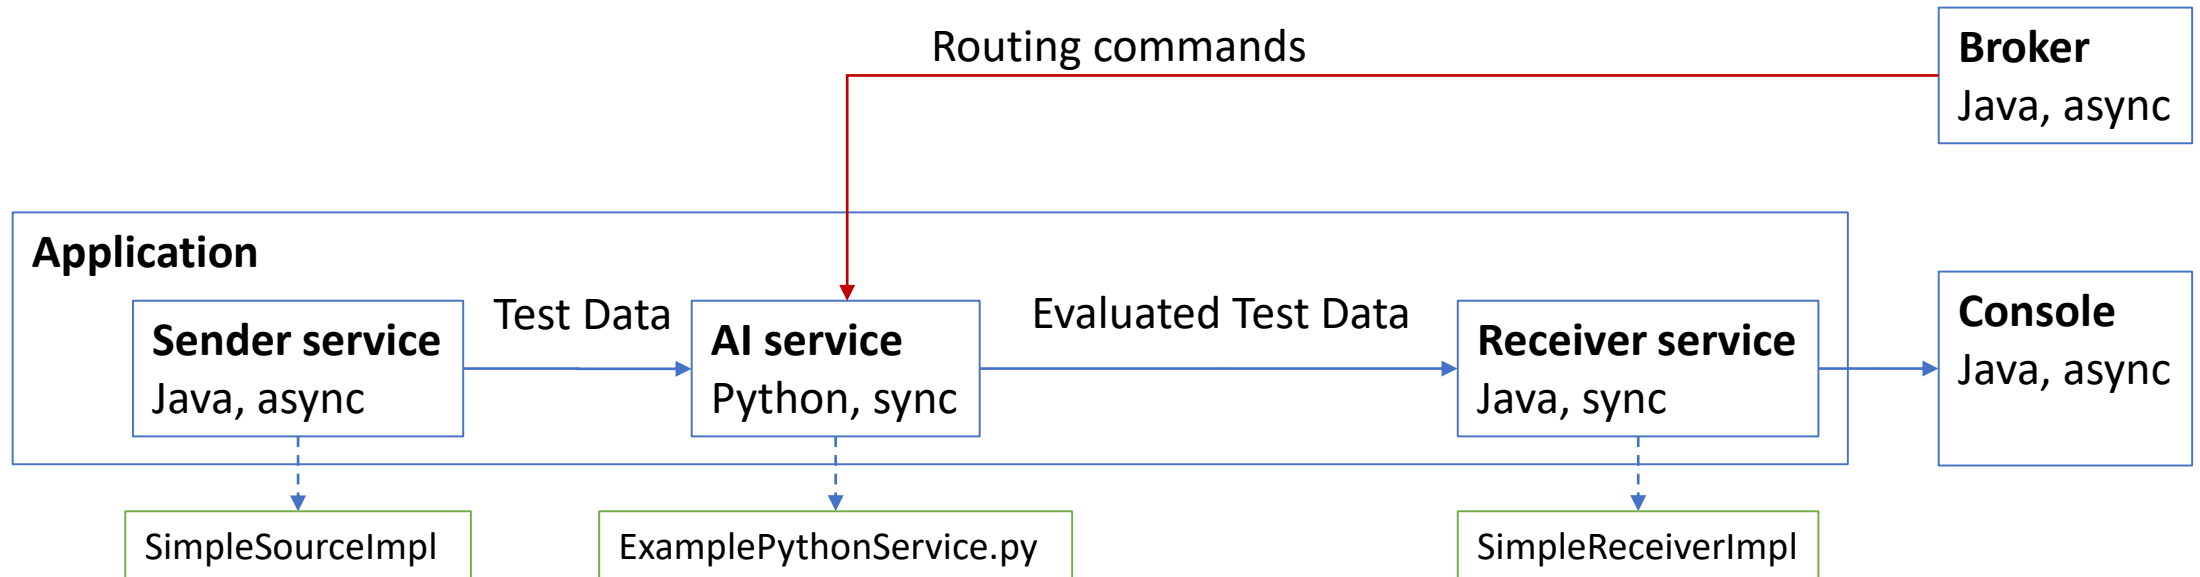 Routing commands
Broker
Java, async
Application
Sender service
Java, async
Test Data
AI service
Python, sync
Evaluated Test Data
Receiver service
Java, sync
Console
Java, async
SimpleSourceImpl
ExamplePythonService.py
SimpleReceiverImpl